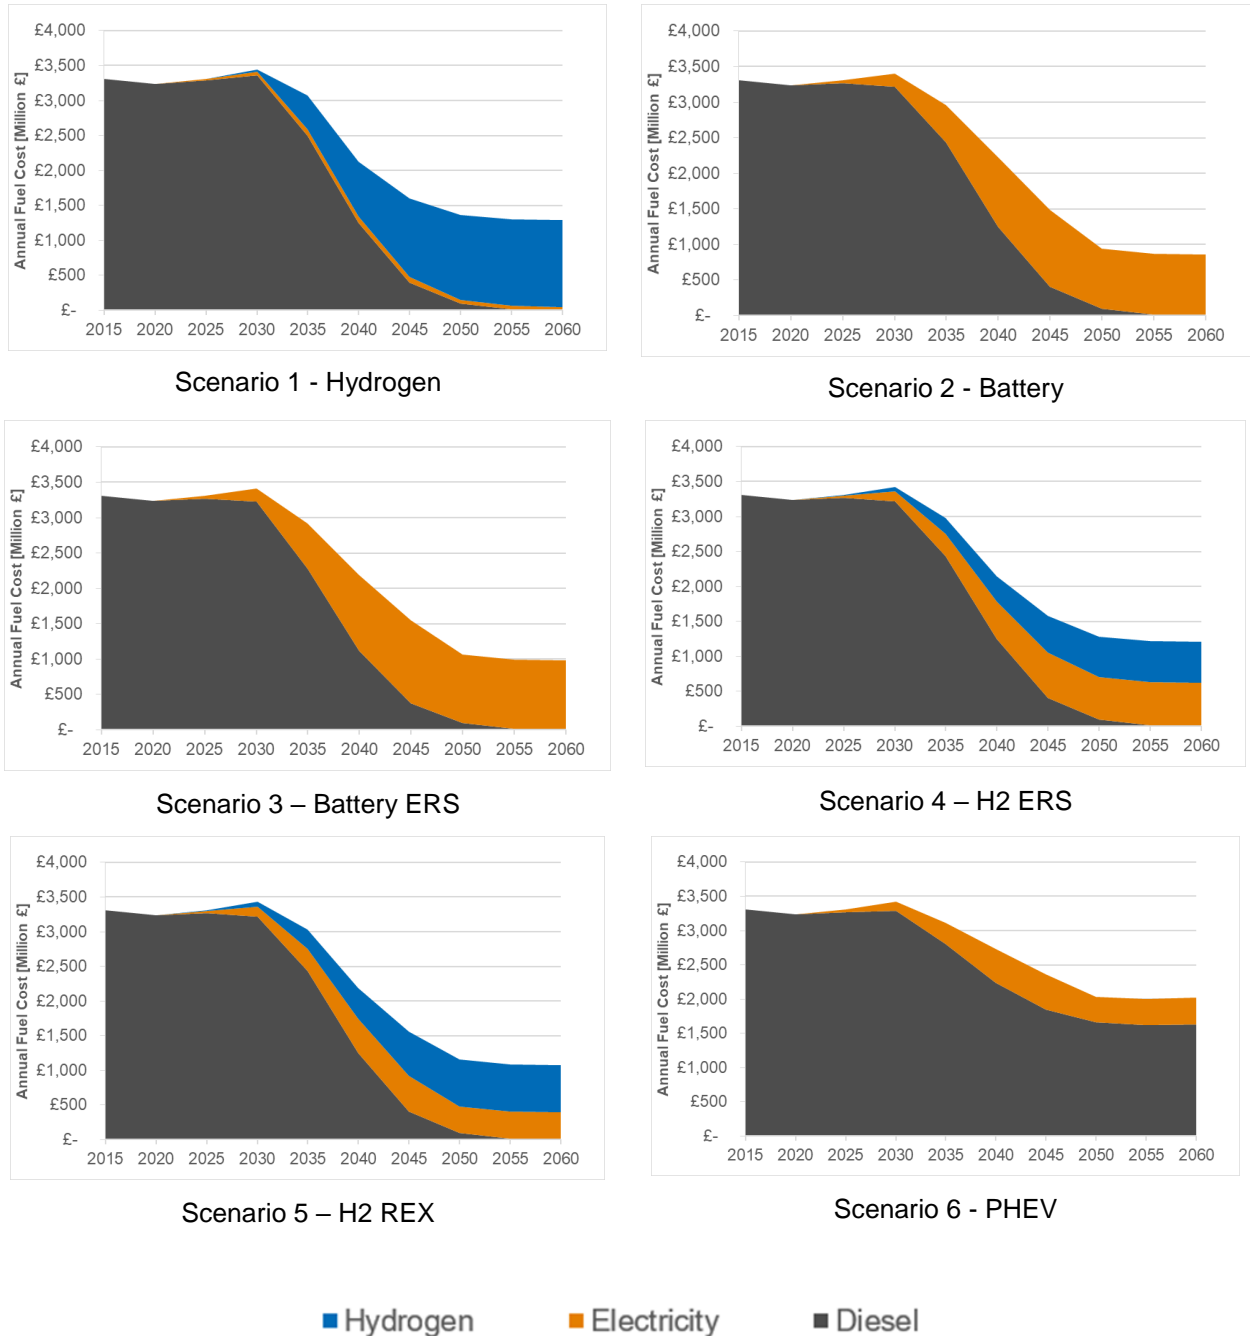 £4,000
£3,500
£3,000
£2,500
£2,000
£1,500
£1,000
£500
£-
Annual Fuel Cost [Million £]
2015 2020 2025 2030 2035 2040 2045 2050 2055 2060
Scenario 1 - Hydrogen
£4,000
£3,500
£3,000
£2,500
£2,000
£1,500
£1,000
£500
£-
Annual Fuel Cost [Million £]
2015 2020 2025 2030 2035 2040 2045 2050 2055 2060
Scenario 2 - Battery
£4,000
£3,500
£3,000
£2,500
£2,000
£1,500
£1,000
£500
£-
Annual Fuel Cost [Million £]
2015 2020 2025 2030 2035 2040 2045 2050 2055 2060
Scenario 3 – Battery ERS
£4,000
£3,500
£3,000
£2,500
£2,000
£1,500
£1,000
£500
£-
Annual Fuel Cost [Million £]
2015 2020 2025 2030 2035 2040 2045 2050 2055 2060
Scenario 4 – H2 ERS
£4,000
£3,500
£3,000
£2,500
£2,000
£1,500
£1,000
£500
£-
Annual Fuel Cost [Million £]
2015 2020 2025 2030 2035 2040 2045 2050 2055 2060
Scenario 5 – H2 REX
£4,000
£3,500
£3,000
£2,500
£2,000
£1,500
£1,000
£500
£-
Annual Fuel Cost [Million £]
2015 2020 2025 2030 2035 2040 2045 2050 2055 2060
Scenario 6 - PHEV
Hydrogen Electricity Diesel